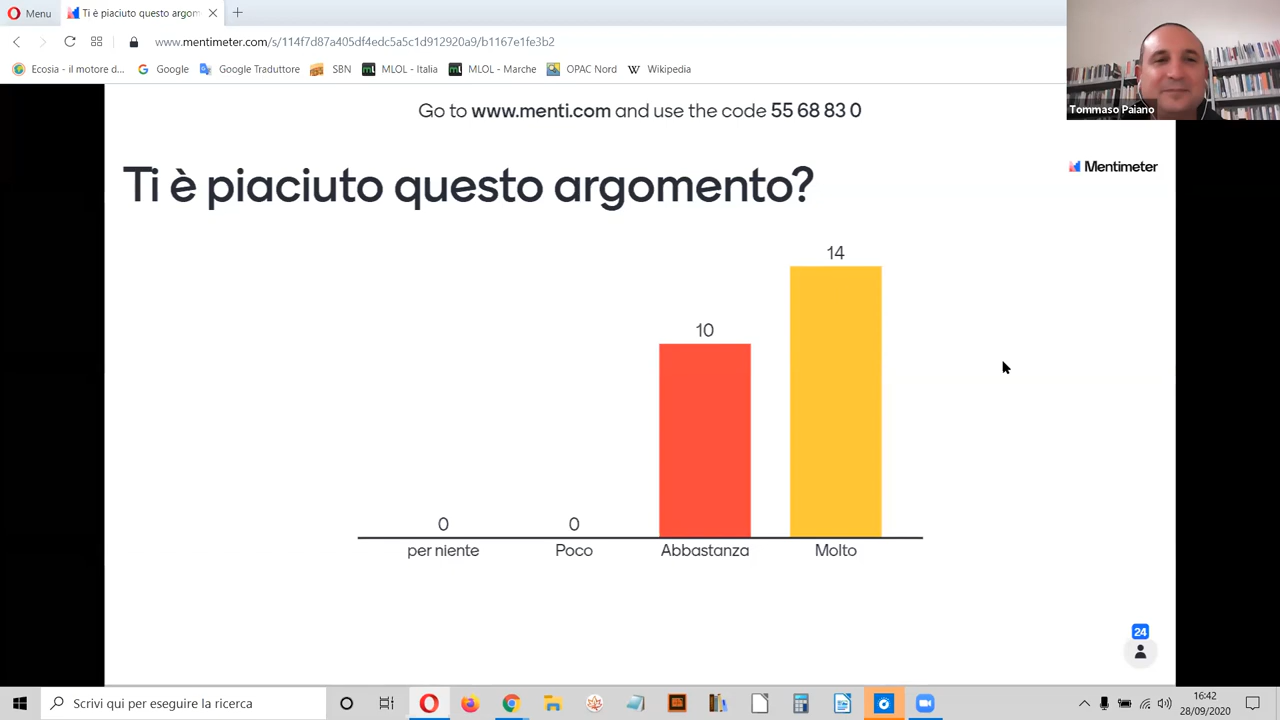 Menu
Ti è piaciuto questo argom
www.mentimeter.com/s/114f7d87a405df4edc5a5c1d912920a9/b1167e1fe3b2
Ecosia - il motore d...
Google
Google Traduttore
SBN
MLOL - Italia
MLOL - Marche
OPAC Nord
Wikipedia
Tommaso Paiano
Go to www.menti.com and use the code 55 68 83 0
Mentimeter
Ti è piaciuto questo argomento?
14
10
0
0
per niente
Poco
Abbastanza
Molto
24
Scrivi qui per eseguire la ricerca
16:42
28/09/2020